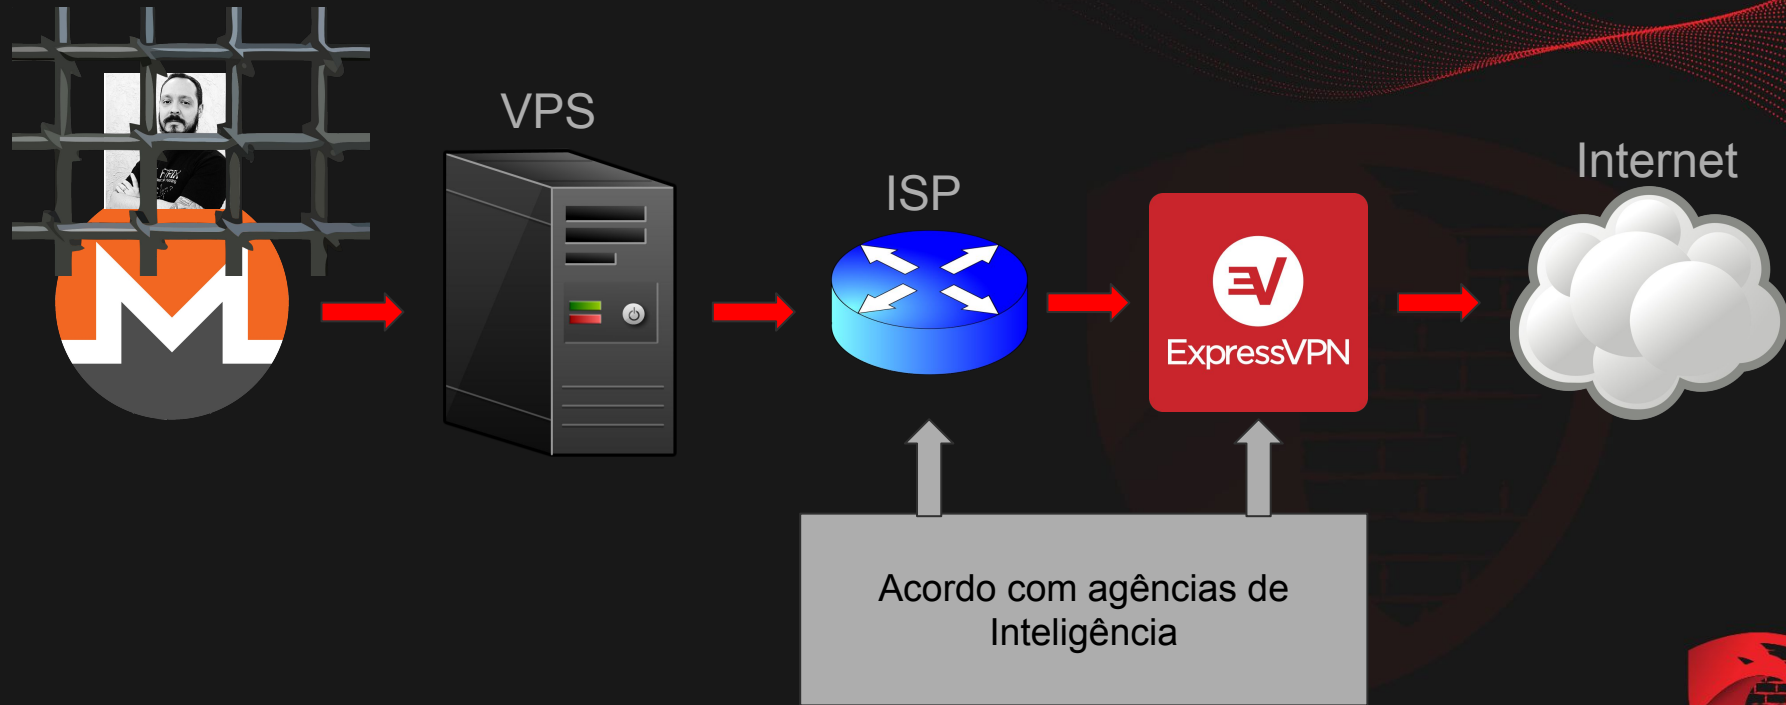 VPS
ISP
Internet
ExpressVPN
Acordo com agências de
Inteligência